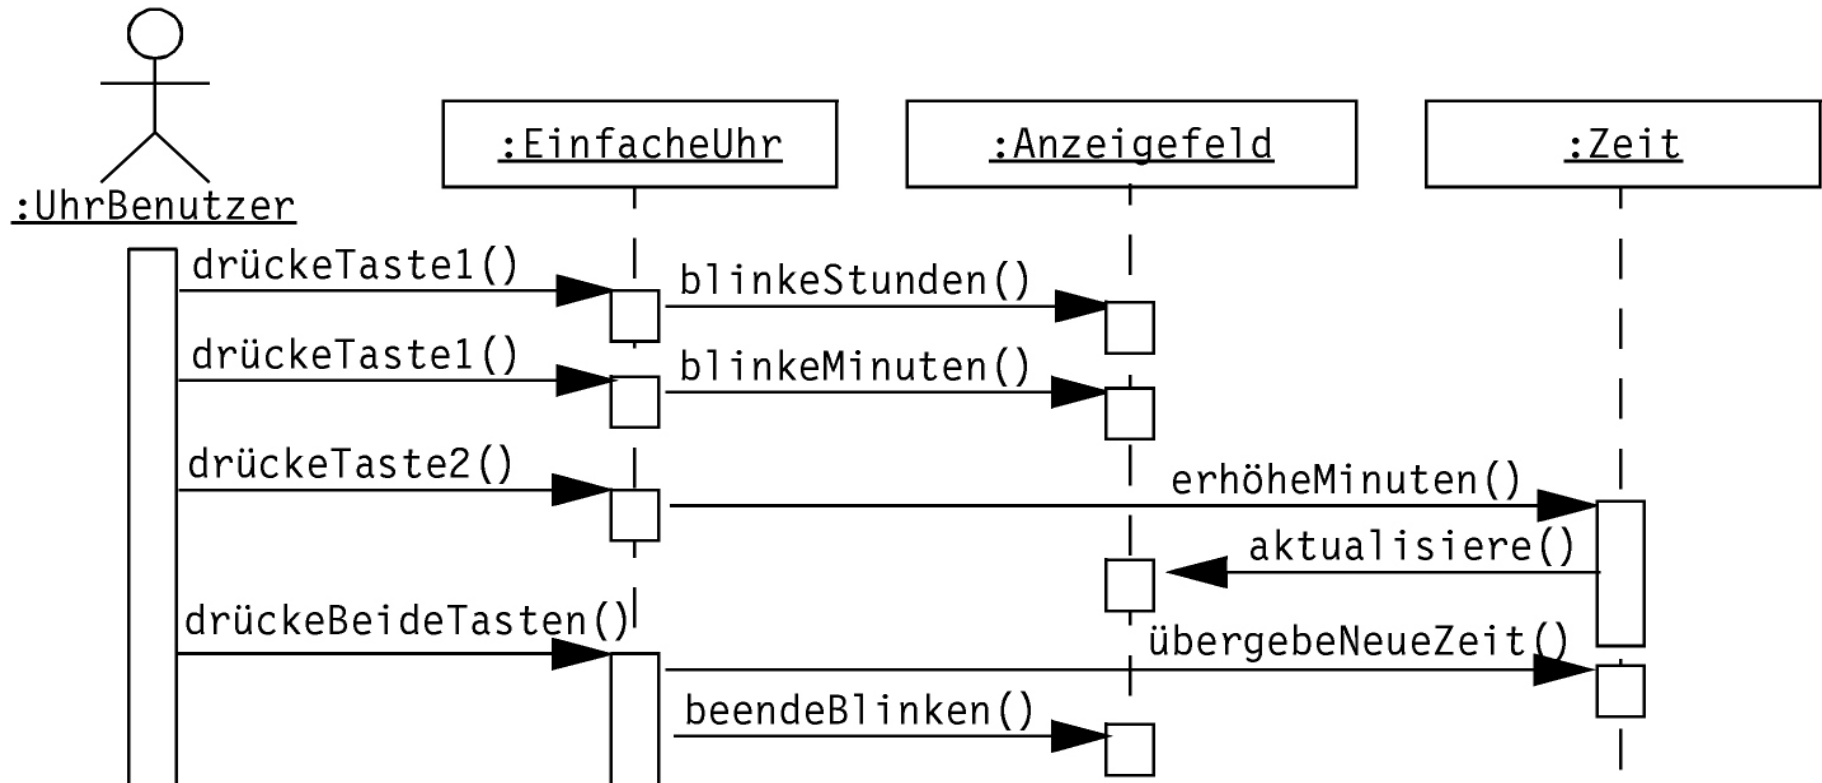 :EinfacheUhr
:Anzeigefeld
:Zeit
:UhrBenutzer
drückeTaste1()
blinkeStunden()
drückeTaste1()
blinkeMinuten()
drückeTaste2()
erhöheMinuten()
aktualisiere()
drückeBeideTasten()
übergebeNeueZeit()
beendeBlinken()